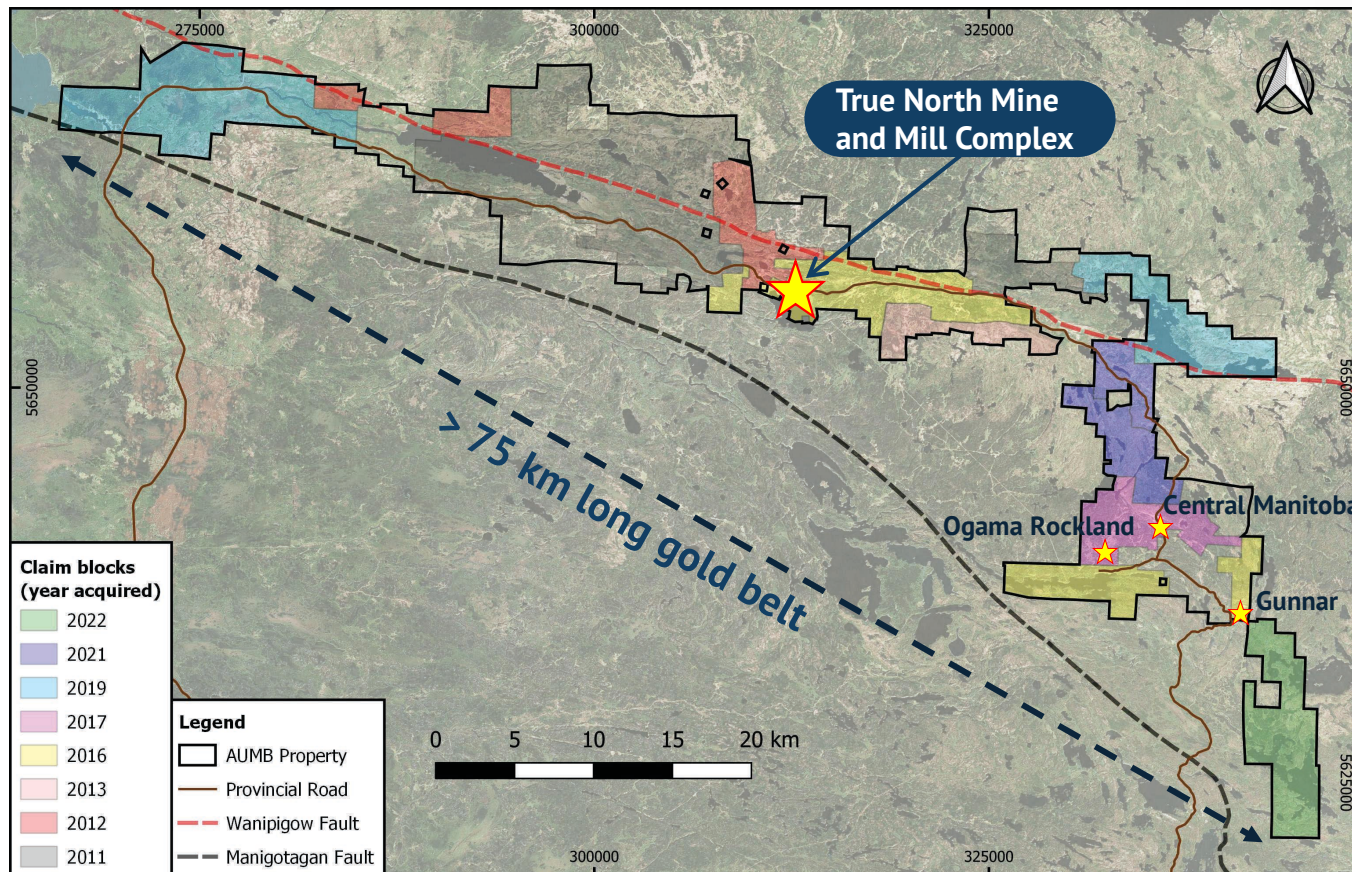 275000
300000
325000
True North Mine
and Mill Complex
5650000
5650000
> 75 km long gold belt
Central Manitoba
Ogama Rockland
Gunnar
Claim blocks
(year acquired)
2022
2021
2019
2017
2016
2013
2012
2011
Legend
AUMB Property
Provincial Road
Wanipigow Fault
Manigotagan Fault
0 5 10 15 20 km
5625000
300000
325000